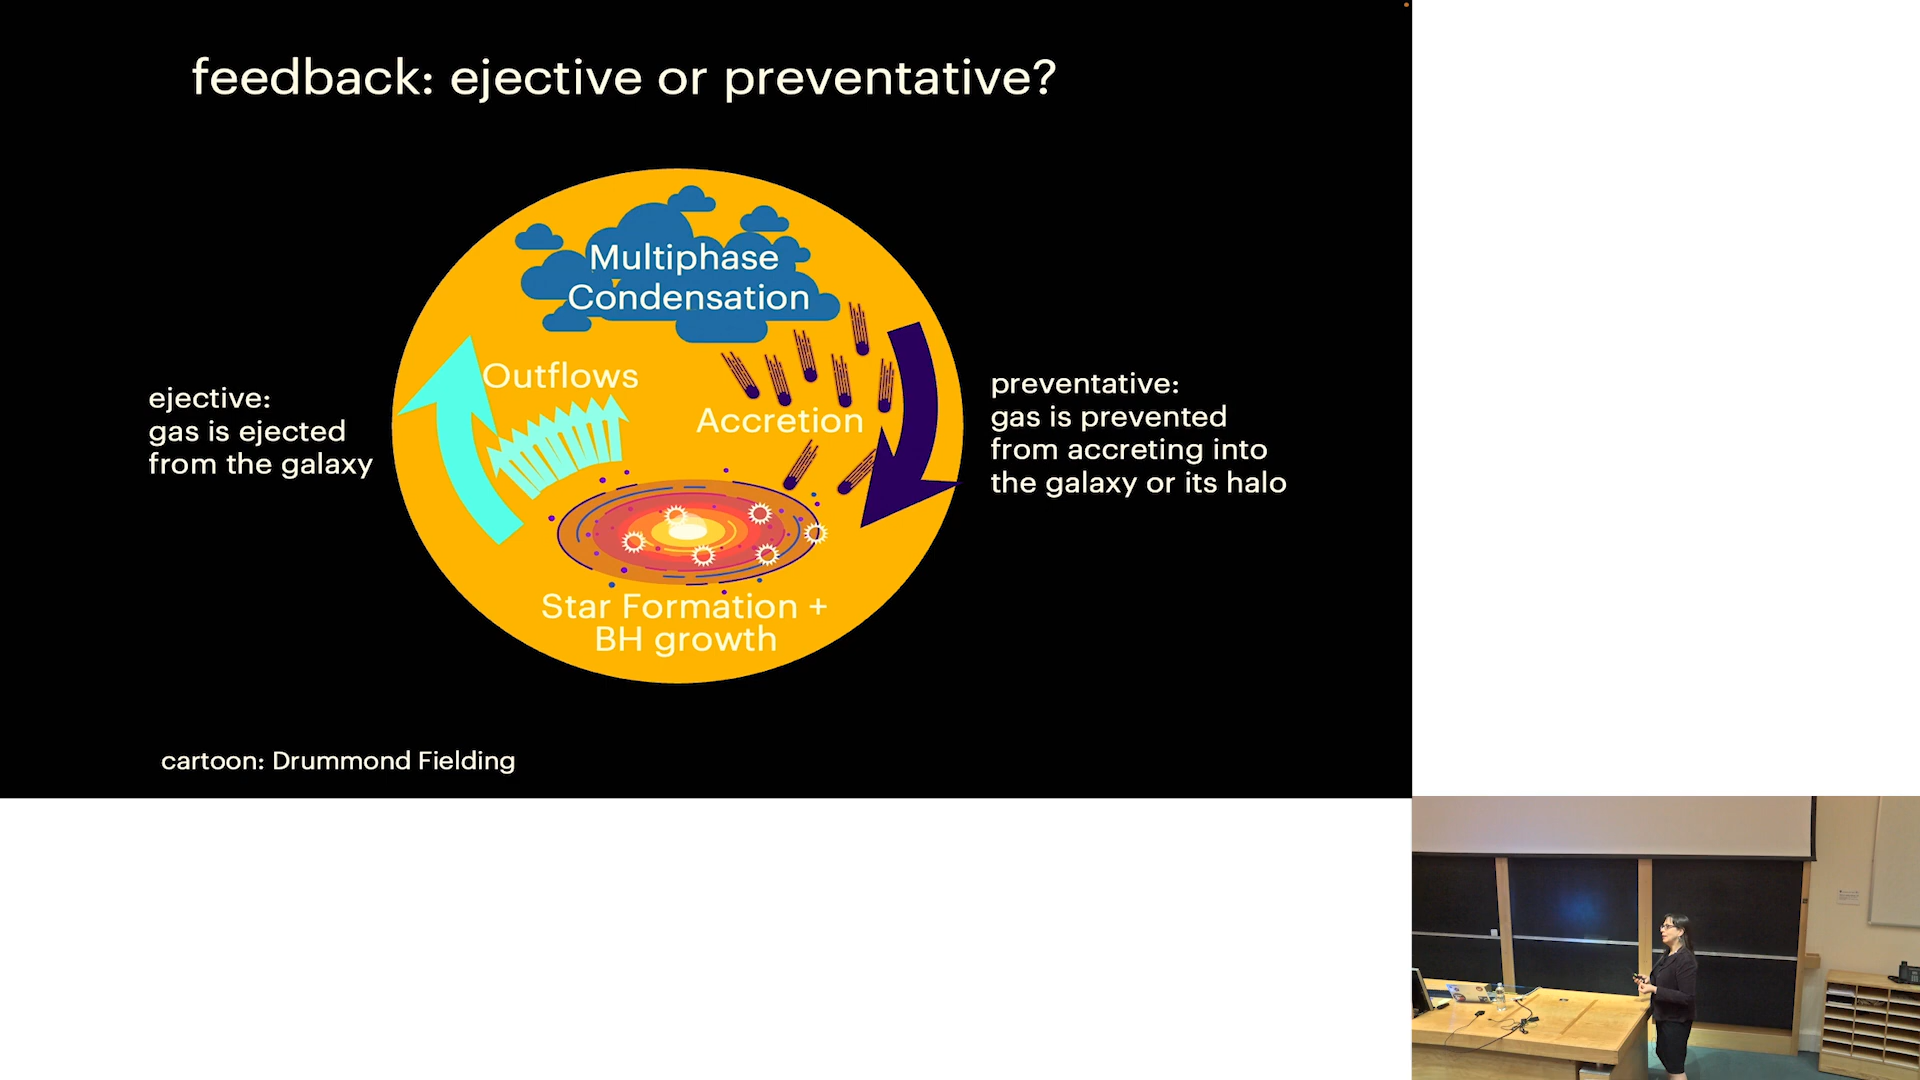 feedback: ejective or preventative?
Multiphase
Condensation
Outflows
Accretion
ejective:
gas is ejected
from the galaxy
preventative:
gas is prevented
from accreting into
the galaxy or its halo
Star Formation +
BH growth
cartoon: Drummond Fielding